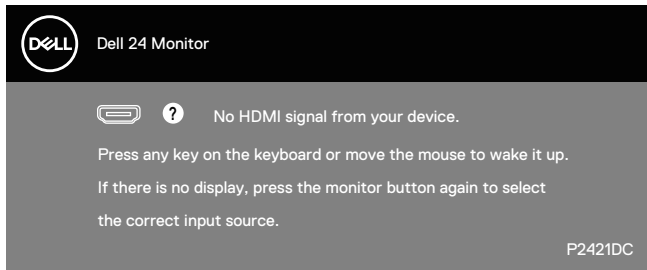 DELL
Dell 24 Monitor
? No HDMI signal from your device.
Press any key on the keyboard or move the mouse to wake it up.
If there is no display, press the monitor button again to select
the correct input source.
P2421DC